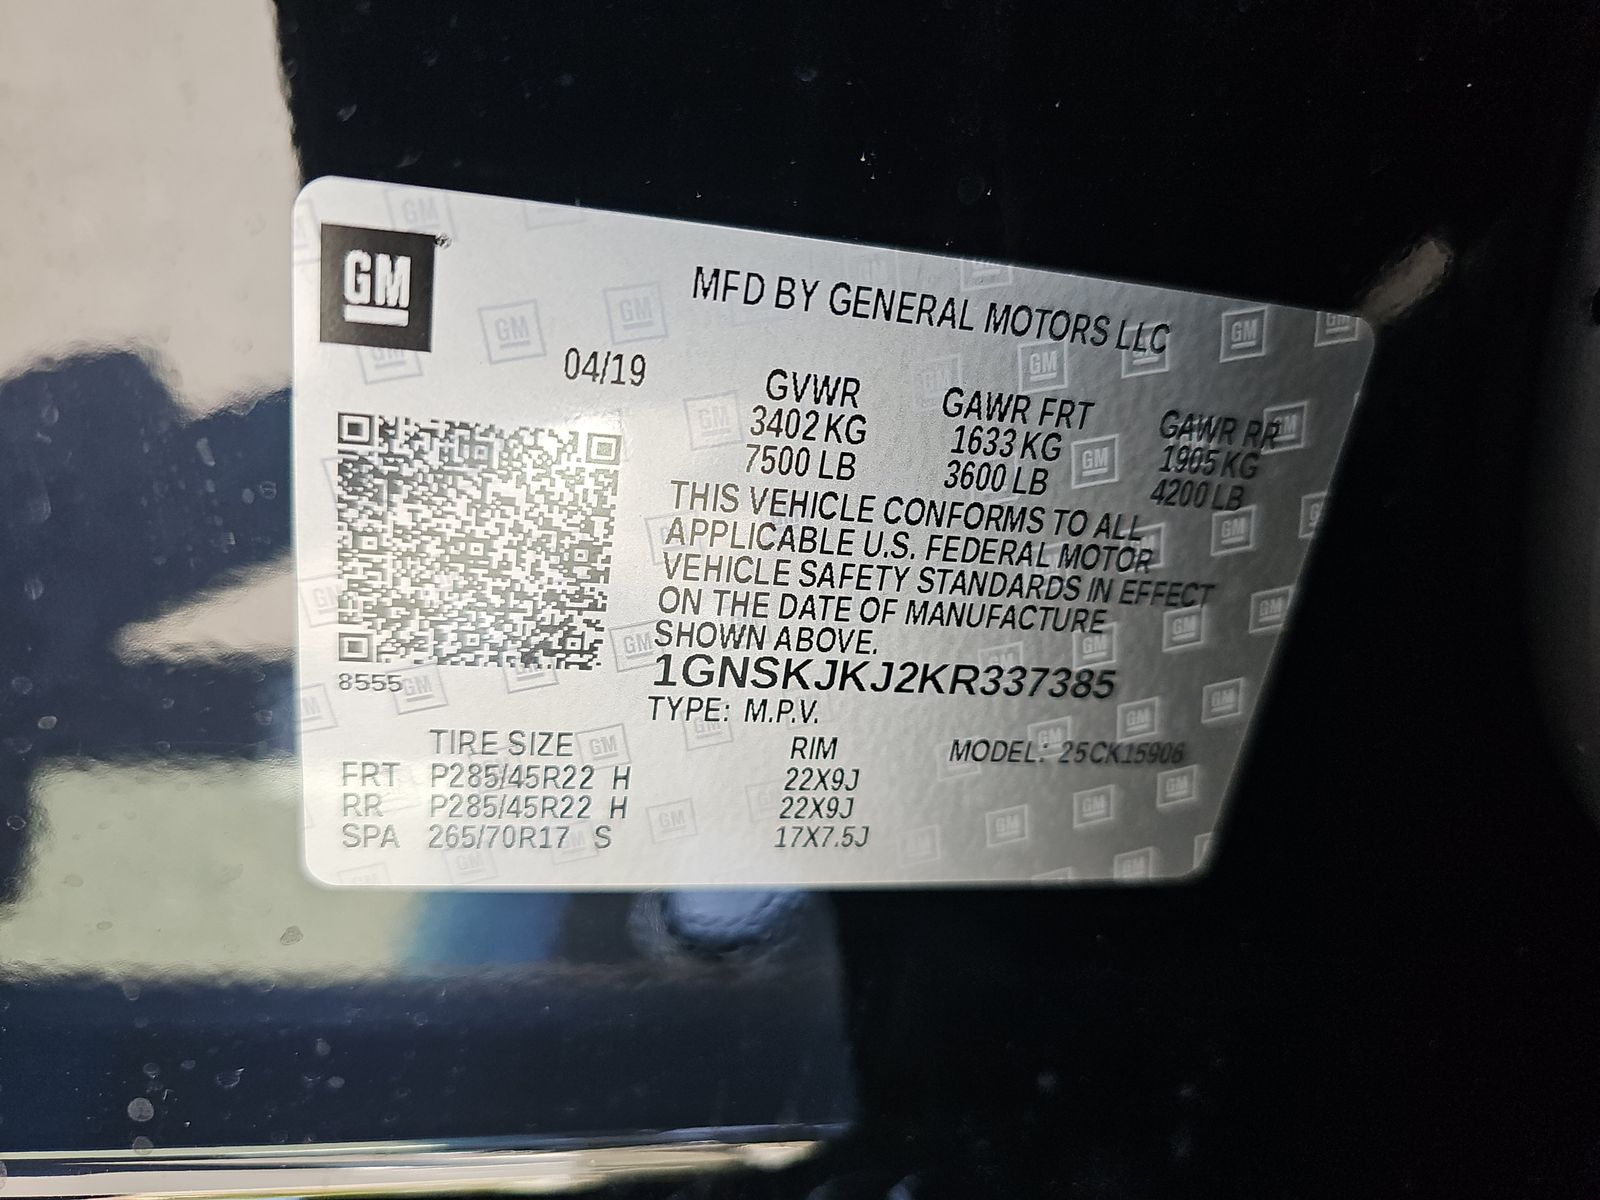 GM
MFD BY GENERAL MOTORS LLC
04/19
GVWR GAWR FRT GAWR RR
3402 KG 1633 KG 1905 KG
7500 LB 3600 LB 4200 LB
THIS VEHICLE CONFORMS TO ALL
APPLICABLE U.S. FEDERAL MOTOR
VEHICLE SAFETY STANDARDS IN EFFECT
ON THE DATE OF MANUFACTURE
SHOWN ABOVE.
8555
1GNSKJKJ2KR337385
TYPE: M.P.V.
TIRE SIZE RIM MODEL: 25CK15906
FRT P285/45R22 H 22X9J
RR P285/45R22 H 22X9J
SPA 265/70R17 S 17X7.5J